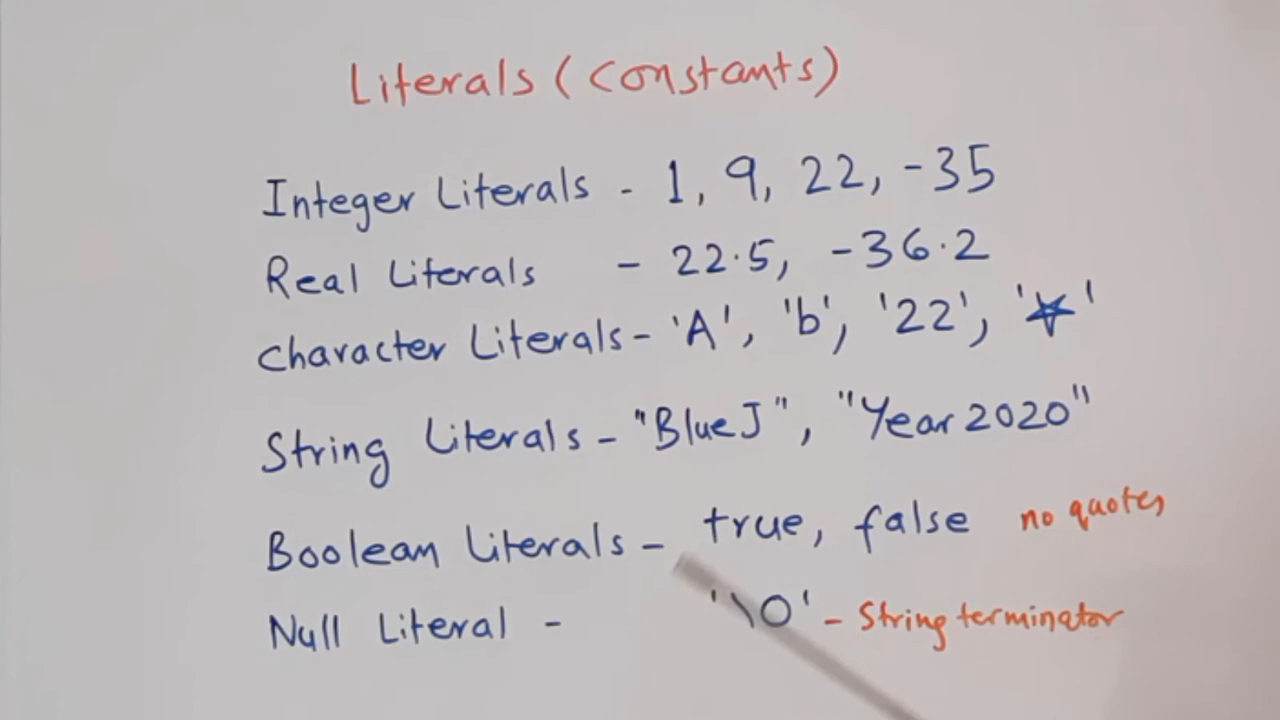 Literals (Constants)
Integer Literals - 1, 9, 22, -35
Real Literals - 22.5, -36.2
Character Literals - 'A', 'b', '22', '*'
String Literals - "BlueJ", "Year 2020"
Boolean Literals - true, false no quotes
Null Literal - '\0' - String terminator